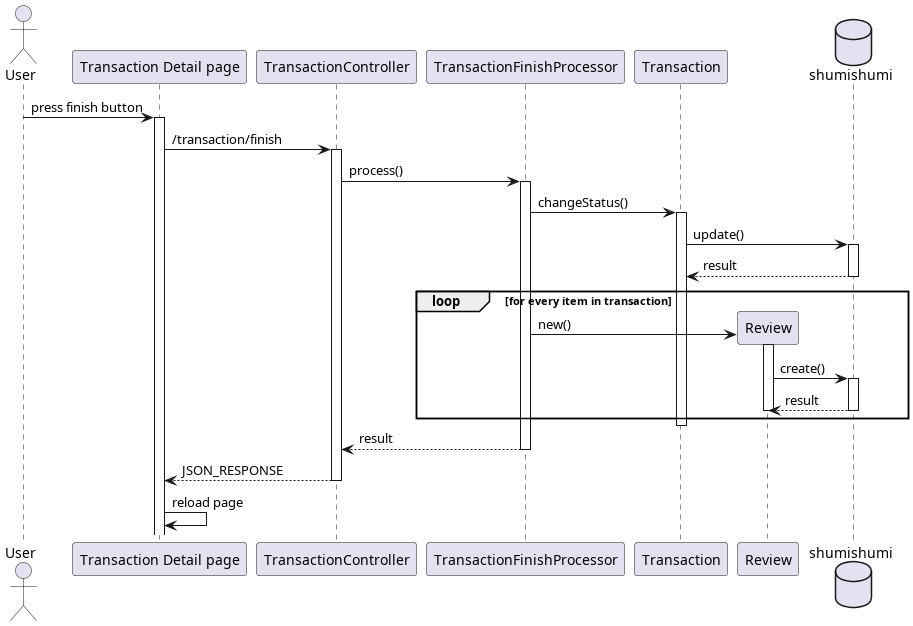 User
Transaction Detail page
TransactionController
TransactionFinishProcessor
Transaction
shumishumi
press finish button
/transaction/finish
process()
changeStatus()
update()
result
loop
[for every item in transaction]
new()
Review
create()
result
result
JSON_RESPONSE
reload page
User
Transaction Detail page
TransactionController
TransactionFinishProcessor
Transaction
Review
shumishumi